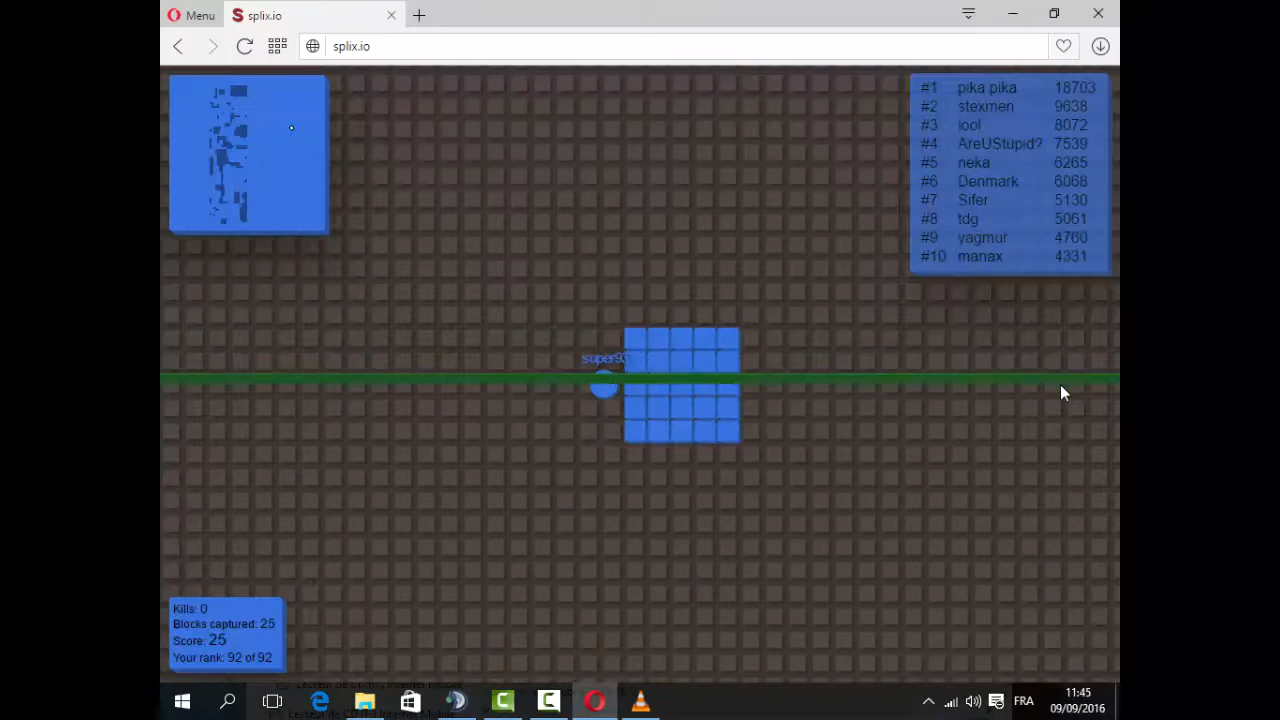 Menu
splix.io
splix.io
#1 pika pika 18703
#2 stexmen 9638
#3 iool 8072
#4 AreUStupid? 7539
#5 neka 6265
#6 Denmark 6068
#7 Sifer 5130
#8 tdg 5061
#9 yagmur 4760
#10 manax 4331
Kills: 0
Blocks captured: 25
Score: 25
Your rank: 92 of 92
FRA
11:45
09/09/2016